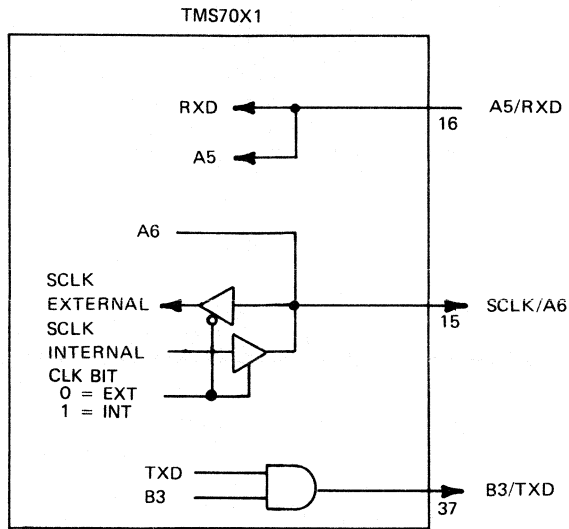 TMS70X1
RXD
A5/RXD
16
A5
A6
SCLK
EXTERNAL
SCLK/A6
15
SCLK
INTERNAL
CLK BIT
0 = EXT
1 = INT
TXD
B3
B3/TXD
37